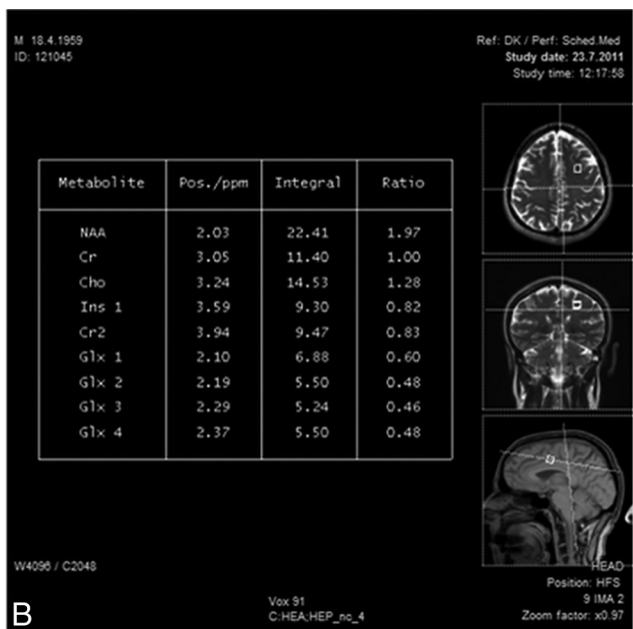 M 18.4.1959
ID: 121045
Ref: DK / Perf: Sched.Med
Study date: 23.7.2011
Study time: 12:17:58
Metabolite Pos./ppm Integral Ratio
NAA 2.03 22.41 1.97
Cr 3.05 11.40 1.00
Cho 3.24 14.53 1.28
Ins 1 3.59 9.30 0.82
Cr2 3.94 9.47 0.83
Glx 1 2.10 6.88 0.60
Glx 2 2.19 5.50 0.48
Glx 3 2.29 5.24 0.46
Glx 4 2.37 5.50 0.48
W4096 / C2048
Vox 91
C:HEA;HEP_nc_4
HEAD
Position: HFS
9 IMA 2
Zoom factor: x0.97
B